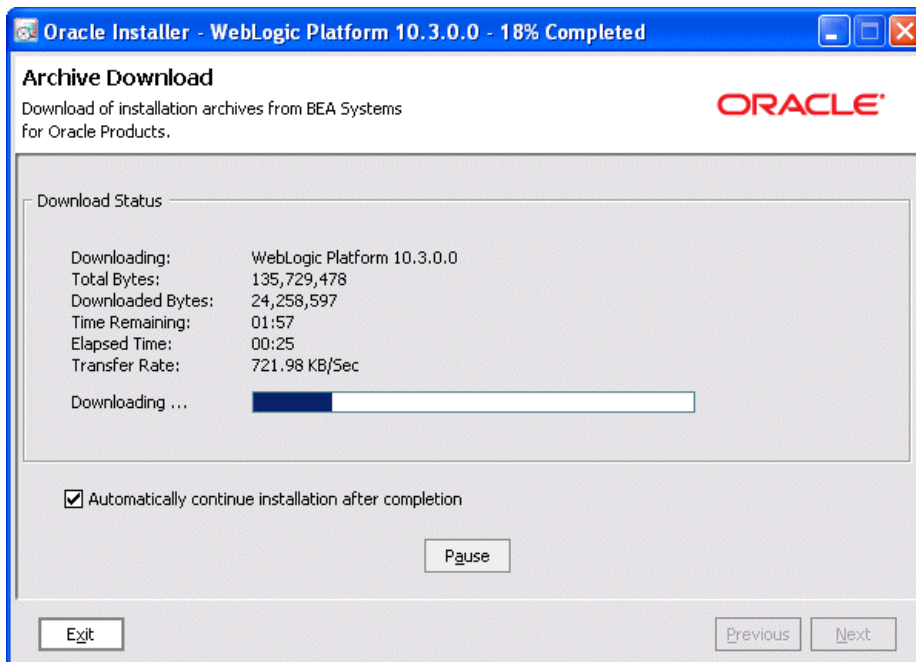 Oracle Installer - WebLogic Platform 10.3.0.0 - 18% Completed
Archive Download
Download of installation archives from BEA Systems
for Oracle Products.
ORACLE
Download Status
Downloading: WebLogic Platform 10.3.0.0
Total Bytes: 135,729,478
Downloaded Bytes: 24,258,597
Time Remaining: 01:57
Elapsed Time: 00:25
Transfer Rate: 721.98 KB/Sec
Downloading ...
Automatically continue installation after completion
Pause
Exit
Previous
Next